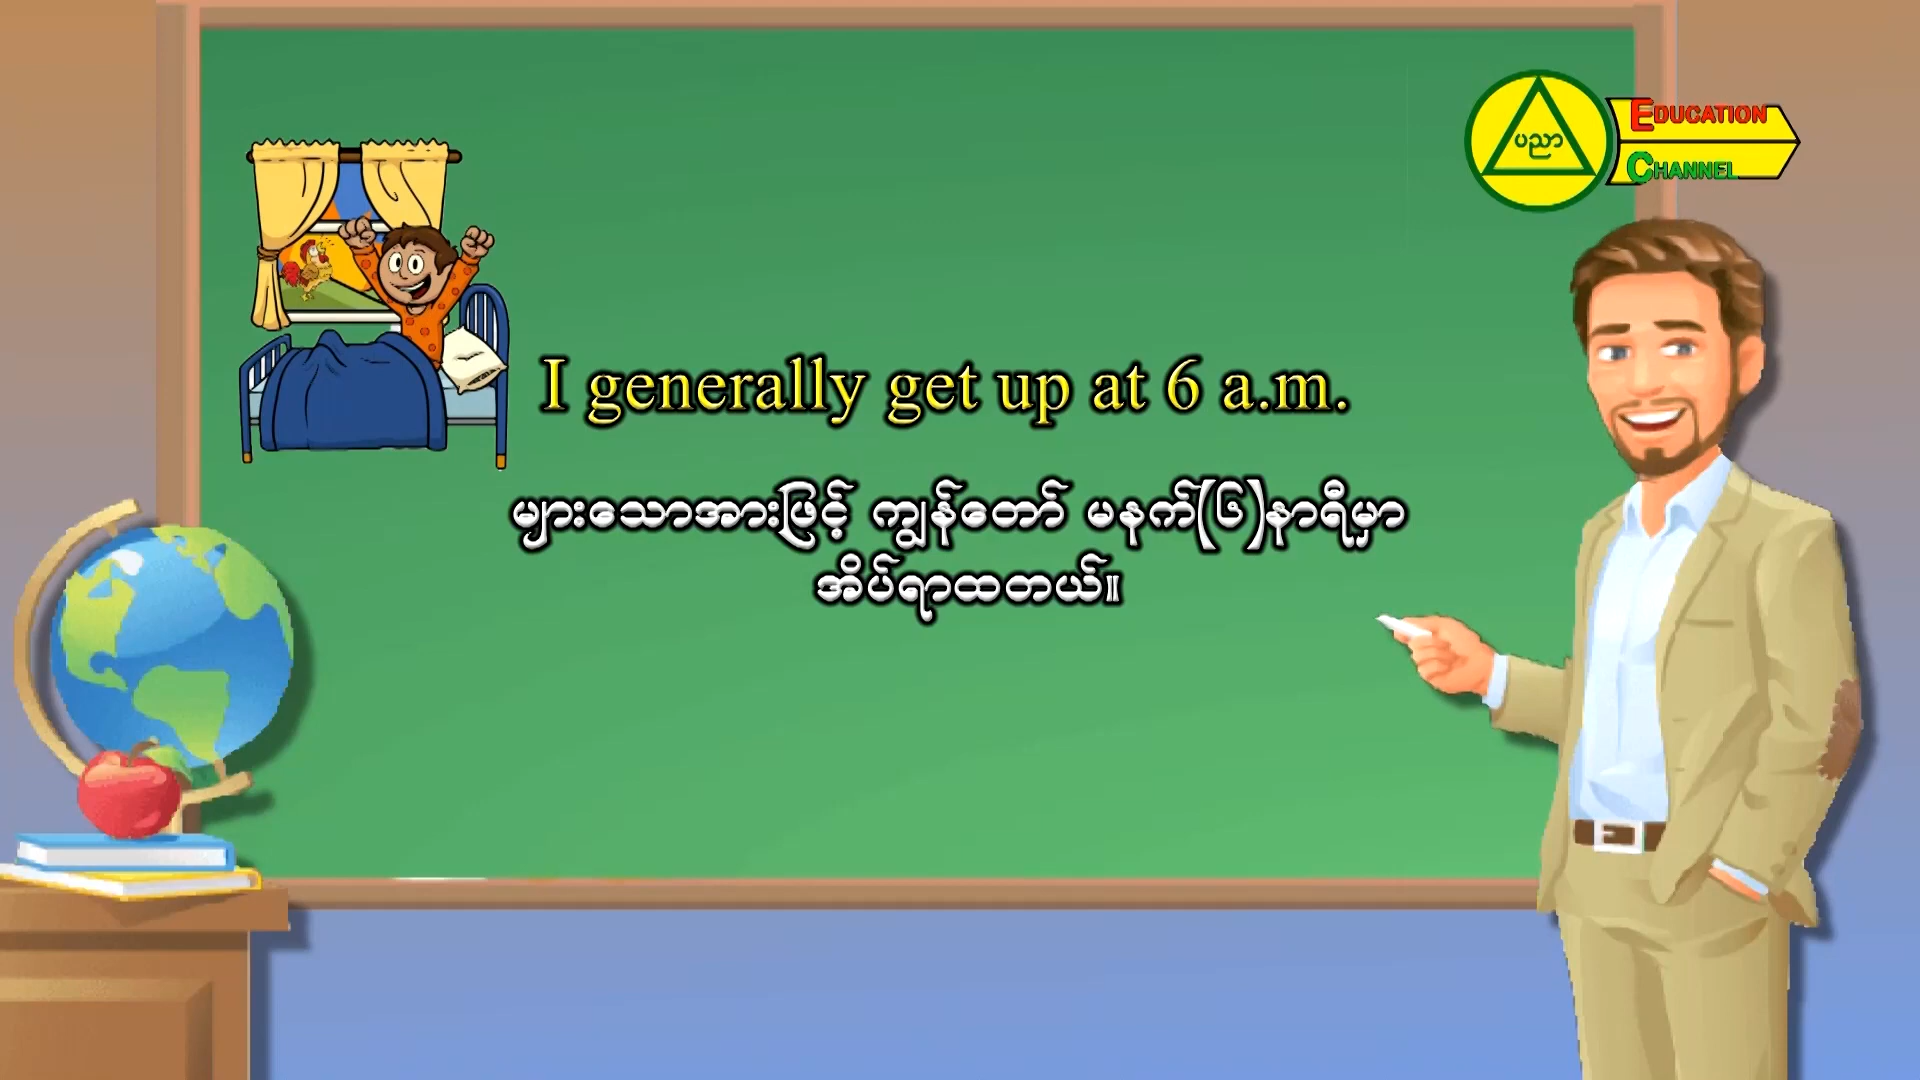 ပညာ
EDUCATION
CHANNEL
I generally get up at 6 a.m.
များသောအားဖြင့် ကျွန်တော် မနက်(၆)နာရီမှာ
အိပ်ရာထတယ်။